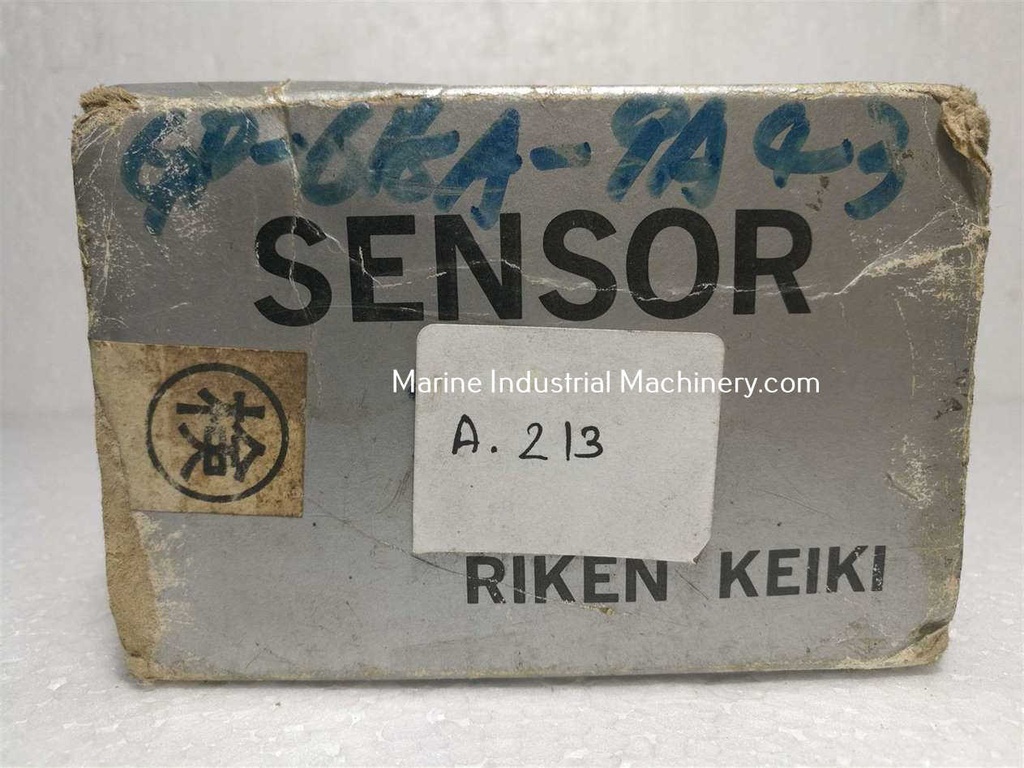 SENSOR
検
Marine Industrial Machinery.com
A. 213
RIKEN KEIKI